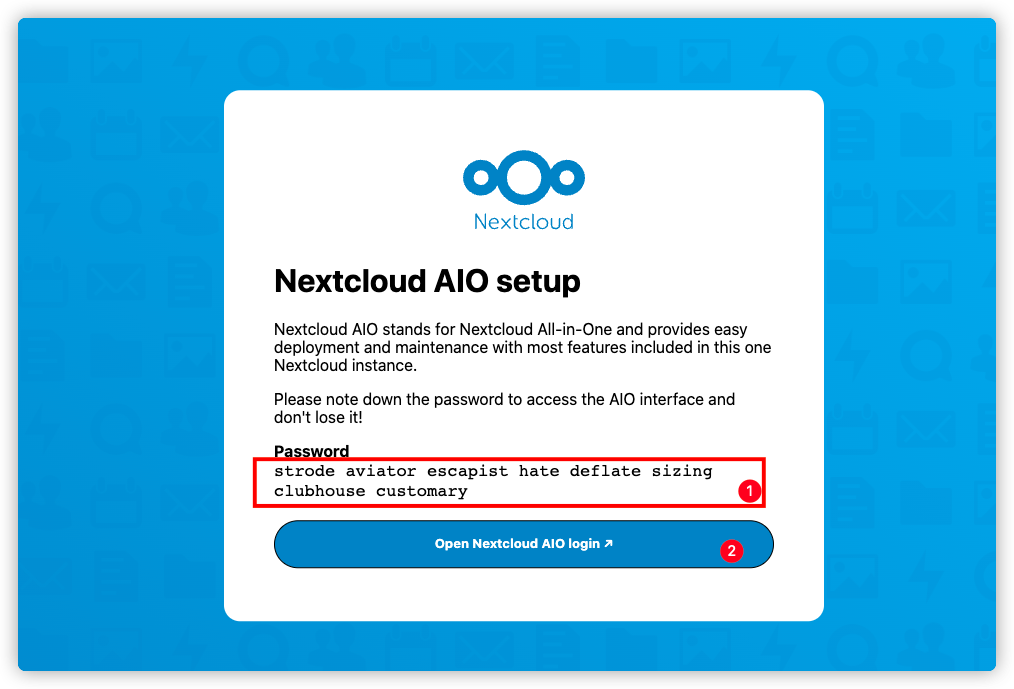 Nextcloud
Nextcloud AIO setup
Nextcloud AIO stands for Nextcloud All-in-One and provides easy
deployment and maintenance with most features included in this one
Nextcloud instance.
Please note down the password to access the AIO interface and
don't lose it!
Password
strode aviator escapist hate deflate sizing
clubhouse customary
1
Open Nextcloud AIO login ↗
2